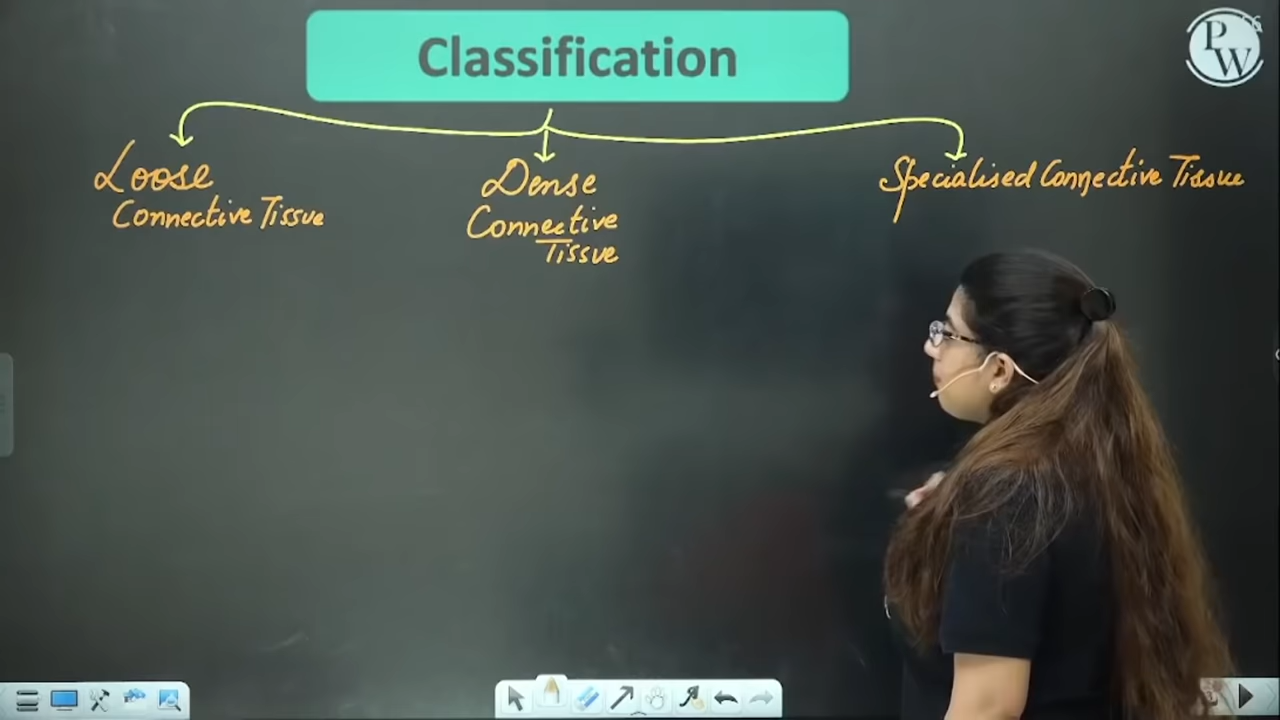 Classification
PW
Loose
Connective Tissue
Dense
Connective
Tissue
Specialised Connective Tissue